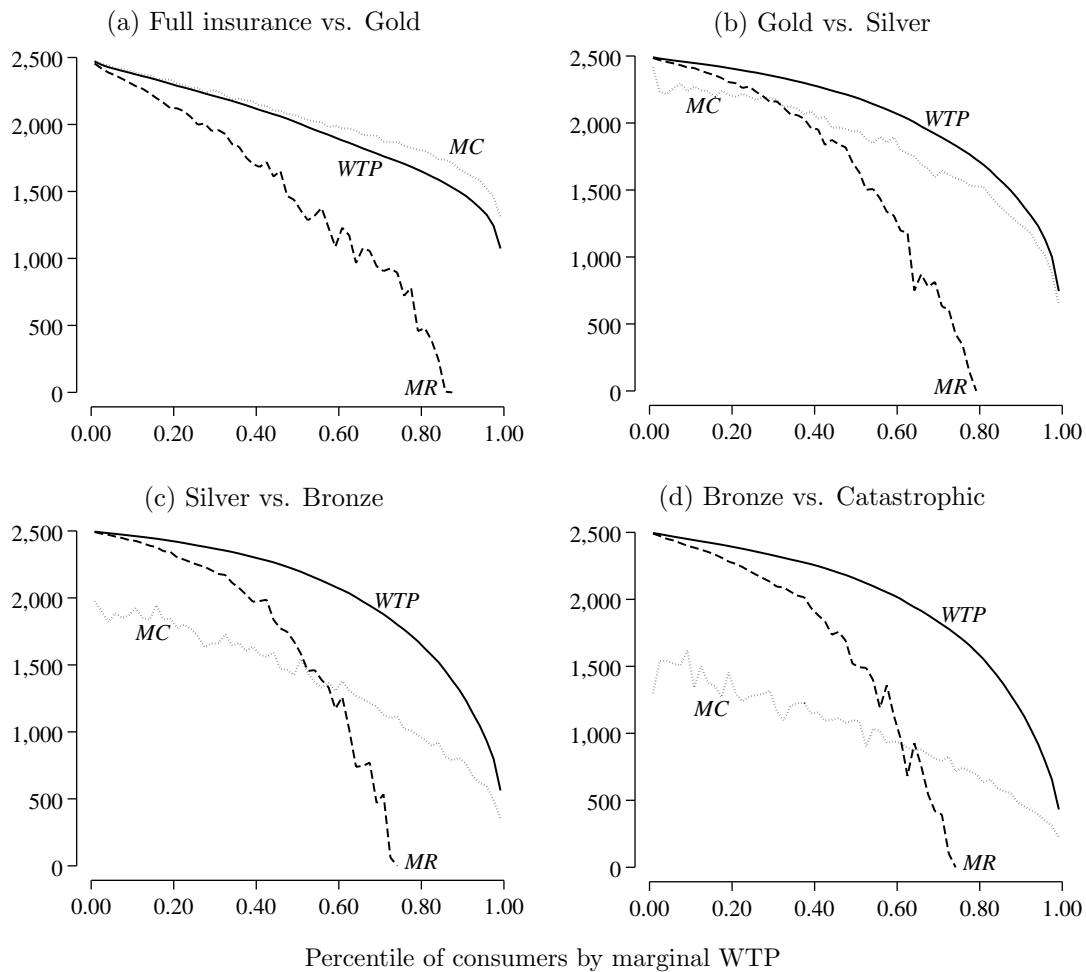 (a) Full insurance vs. Gold
2,500
2,000
1,500
1,000
500
0
MC
WTP
MR
0.00 0.20 0.40 0.60 0.80 1.00
(b) Gold vs. Silver
2,500
2,000
1,500
1,000
500
0
MC
WTP
MR
0.00 0.20 0.40 0.60 0.80 1.00
(c) Silver vs. Bronze
2,500
2,000
1,500
1,000
500
0
WTP
MC
MR
0.00 0.20 0.40 0.60 0.80 1.00
(d) Bronze vs. Catastrophic
2,500
2,000
1,500
1,000
500
0
WTP
MC
MR
0.00 0.20 0.40 0.60 0.80 1.00
Percentile of consumers by marginal WTP